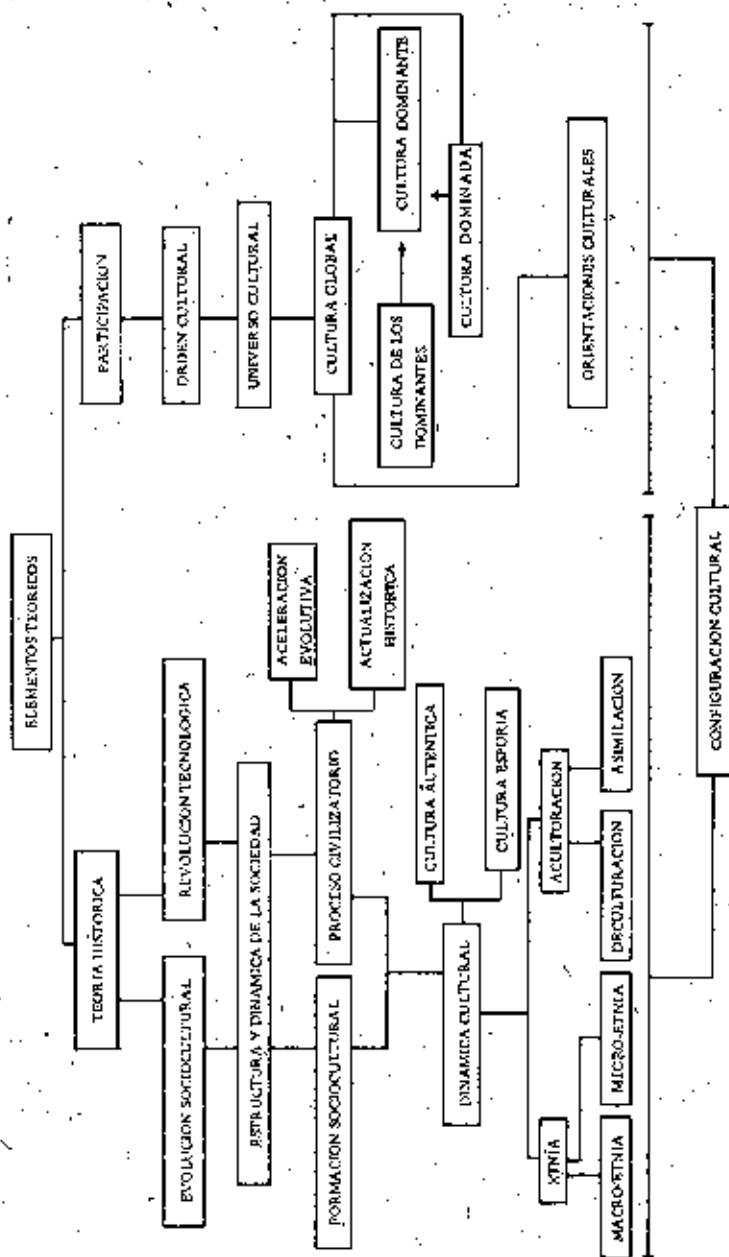 ELEMENTOS TEORICOS
TEORIA HISTORICA
PARTICIPACION
EVOLUCION SOCIOCULTURAL
REVOLUCION TECNOLOGICA
ORDEN CULTURAL
ESTRUCTURA Y DINAMICA DE LA SOCIEDAD
UNIVERSO CULTURAL
ACELERACION
EVOLUTIVA
FORMACION SOCIOCULTURAL
PROCESO CIVILIZATORIO
CULTURA GLOBAL
ACTUALIZACION
HISTORICA
CULTURA DE LOS
DOMINANTES
CULTURA DOMINANTE
CULTURA AUTENTICA
DINAMICA CULTURAL
CULTURA DOMINADA
CULTURA ESPURIA
ETNIA
ACULTURACION
ORIENTACIONES CULTURALES
MACRO-ETNIA
MICRO-ETNIA
DECULTURACION
ASIMILACION
CONFIGURACION CULTURAL